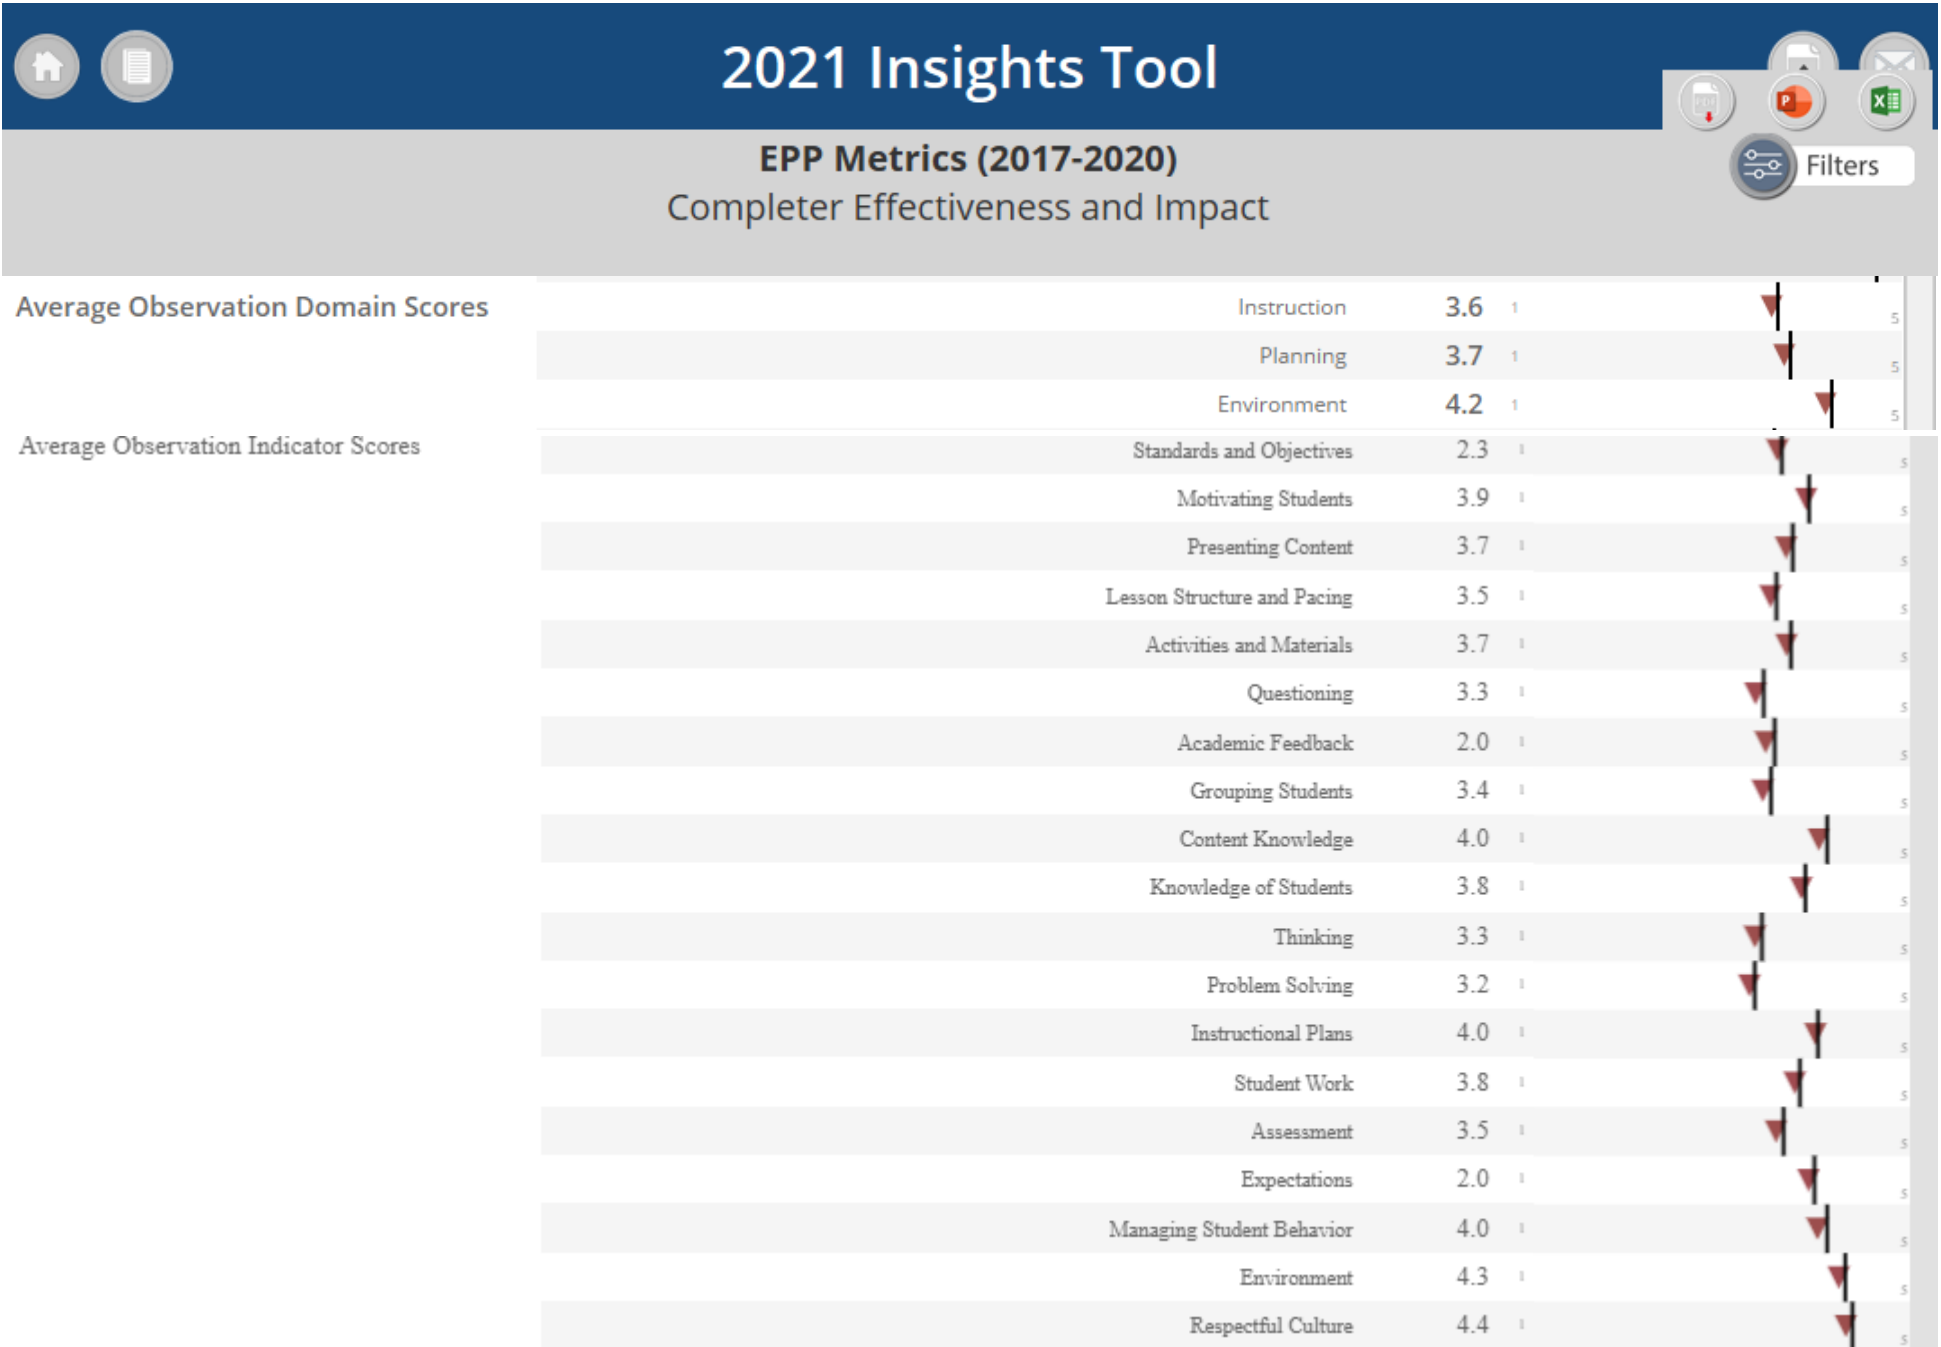 2021 Insights Tool
EPP Metrics (2017-2020)
Filters
Completer Effectiveness and Impact
Average Observation Domain Scores Instruction 3.6 1 5
Planning 3.7 1 5
Environment 4.2 1 5
Average Observation Indicator Scores Standards and Objectives 2.3 1 5
Motivating Students 3.9 1 5
Presenting Content 3.7 1 5
Lesson Structure and Pacing 3.5 1 5
Activities and Materials 3.7 1 5
Questioning 3.3 1 5
Academic Feedback 2.0 1 5
Grouping Students 3.4 1 5
Content Knowledge 4.0 1 5
Knowledge of Students 3.8 1 5
Thinking 3.3 1 5
Problem Solving 3.2 1 5
Instructional Plans 4.0 1 5
Student Work 3.8 1 5
Assessment 3.5 1 5
Expectations 2.0 1 5
Managing Student Behavior 4.0 1 5
Environment 4.3 1 5
Respectful Culture 4.4 1 5